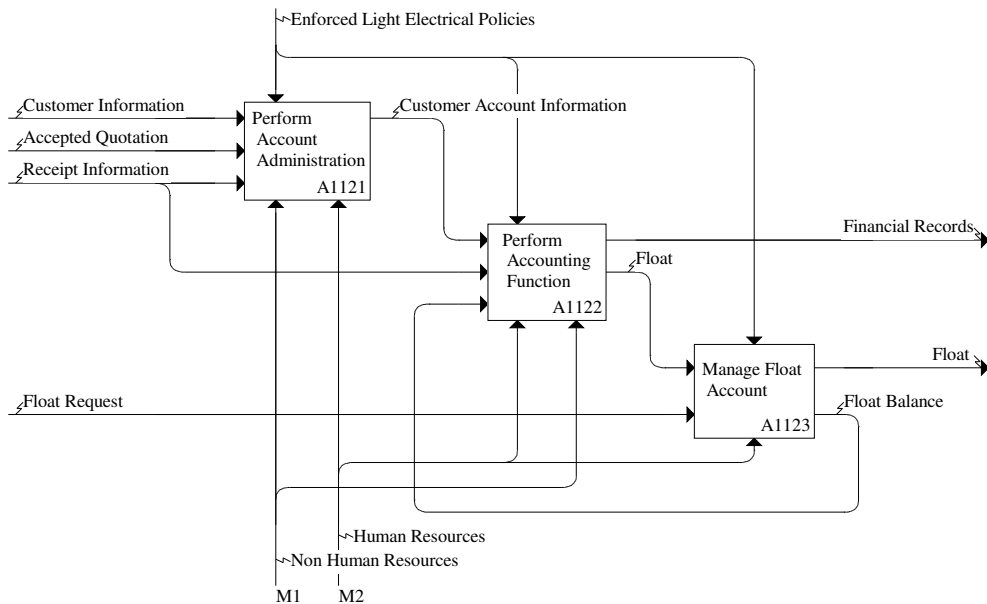 Enforced Light Electrical Policies
Customer Information
Accepted Quotation
Receipt Information
Perform
Account
Administration
A1121
Customer Account Information
Perform
Accounting
Function
A1122
Financial Records
Float
Manage Float
Account
A1123
Float
Float Balance
Float Request
Human Resources
Non Human Resources
M1
M2